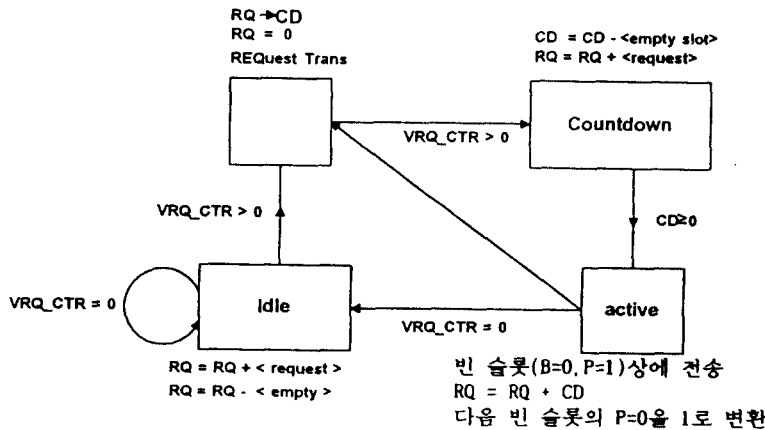 RQ → CD
RQ = 0
REQuest Trans
CD = CD - <empty slot>
RQ = RQ + <request>
Countdown
VRQ_CTR > 0
VRQ_CTR > 0
CD≥0
VRQ_CTR = 0
Idle
active
VRQ_CTR = 0
RQ = RQ + < request >
RQ = RQ - < empty >
빈 슬롯(B=0, P=1)상에 전송
RQ = RQ + CD
다음 빈 슬롯의 P=0을 1로 변환